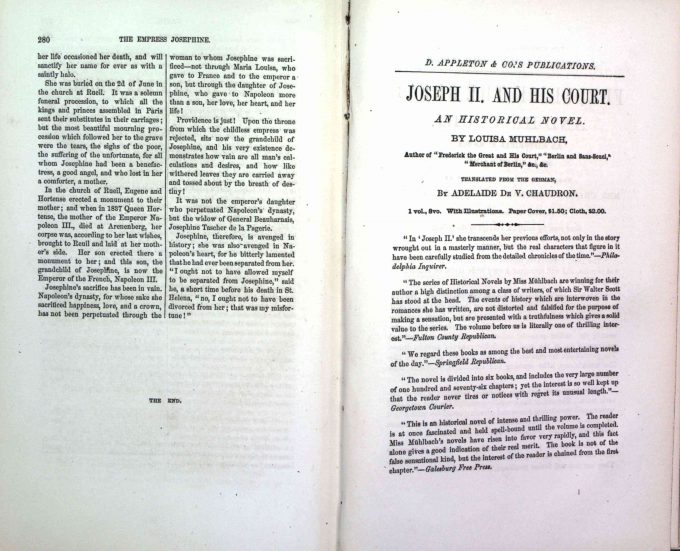 280 THE EMPRESS JOSEPHINE.
her life occasioned her death, and will
sanctify her name for ever as with a
saintly halo.
She was buried on the 2d of June in
the church at Rueil. It was a solemn
funeral procession, to which all the
kings and princes assembled in Paris
sent their substitutes in their carriages;
but the most beautiful mourning pro-
cession which followed her to the grave
were the tears, the sighs of the poor,
the suffering of the unfortunate, for all
whom Josephine had been a benefac-
tress, a good angel, and who lost in her
a comforter, a mother.
In the church of Rueil, Eugene and
Hortense erected a monument to their
mother; and when in 1837 Queen Hor-
tense, the mother of the Emperor Na-
poleon III., died at Arenenberg, her
corpse was, according to her last wishes,
brought to Reuil and laid at her moth-
er's side. Her son erected there a
monument to her; and this son, the
grandchild of Josephine, is now the
Emperor of the French, Napoleon III.
Josephine's sacrifice has been in vain.
Napoleon's dynasty, for whose sake she
sacrificed happiness, love, and a crown,
has not been perpetuated through the
woman to whom Josephine was sacri-
ficed—not through Maria Louisa, who
gave to France and to the emperor a
son, but through the daughter of Jose-
phine, who gave to Napoleon more
than a son, her love, her heart, and her
life!
Providence is just! Upon the throne
from which the childless empress was
rejected, sits now the grandchild of
Josephine, and his very existence de-
monstrates how vain are all man's cal-
culations and desires, and how like
withered leaves they are carried away
and tossed about by the breath of des-
tiny!
It was not the emperor's daughter
who perpetuated Napoleon's dynasty,
but the widow of General Beauharnais,
Josephine Tascher de la Pagerie.
Josephine, therefore, is avenged in
history; she was also avenged in Na-
poleon's heart, for he bitterly lamented
that he had ever been separated from her.
"I ought not to have allowed myself
to be separated from Josephine," said
he, a short time before his death in St.
Helena, "no, I ought not to have been
divorced from her; that was my misfor-
tune!"
THE END.
D. APPLETON & CO.'S PUBLICATIONS.
JOSEPH II. AND HIS COURT.
AN HISTORICAL NOVEL.
BY LOUISA MUHLBACH,
Author of "Frederick the Great and His Court," "Berlin and Sans-Souci,"
"Merchant of Berlin," &c., &c.
TRANSLATED FROM THE GERMAN,
BY ADELAIDE DE V. CHAUDRON.
1 vol., 8vo. With Illustrations. Paper Cover, $1.50; Cloth, $2.00.
"In 'Joseph II.' she transcends her previous efforts, not only in the story
wrought out in a masterly manner, but the real characters that figure in it
have been carefully studied from the detailed chronicles of the time."—Phila-
delphia Inquirer.
"The series of Historical Novels by Miss Mühlbach are winning for their
author a high distinction among a class of writers, of which Sir Walter Scott
has stood at the head. The events of history which are interwoven in the
romances she has written, are not distorted and falsified for the purpose of
making a sensation, but are presented with a truthfulness which gives a solid
value to the series. The volume before us is literally one of thrilling inter-
est."—Fulton County Republican.
"We regard these books as among the best and most entertaining novels
of the day."—Springfield Republican.
"The novel is divided into six books, and includes the very large number
of one hundred and seventy-six chapters; yet the interest is so well kept up
that the reader never tires or notices with regret its unusual length."—
Georgetown Courier.
"This is an historical novel of intense and thrilling power. The reader
is at once fascinated and held spell-bound until the volume is completed.
Miss Mühlbach's novels have risen into favor very rapidly, and this fact
alone gives a good indication of their real merit. The book is not of the
false sensational kind, but the interest of the reader is chained from the first
chapter."—Galesburg Free Press.